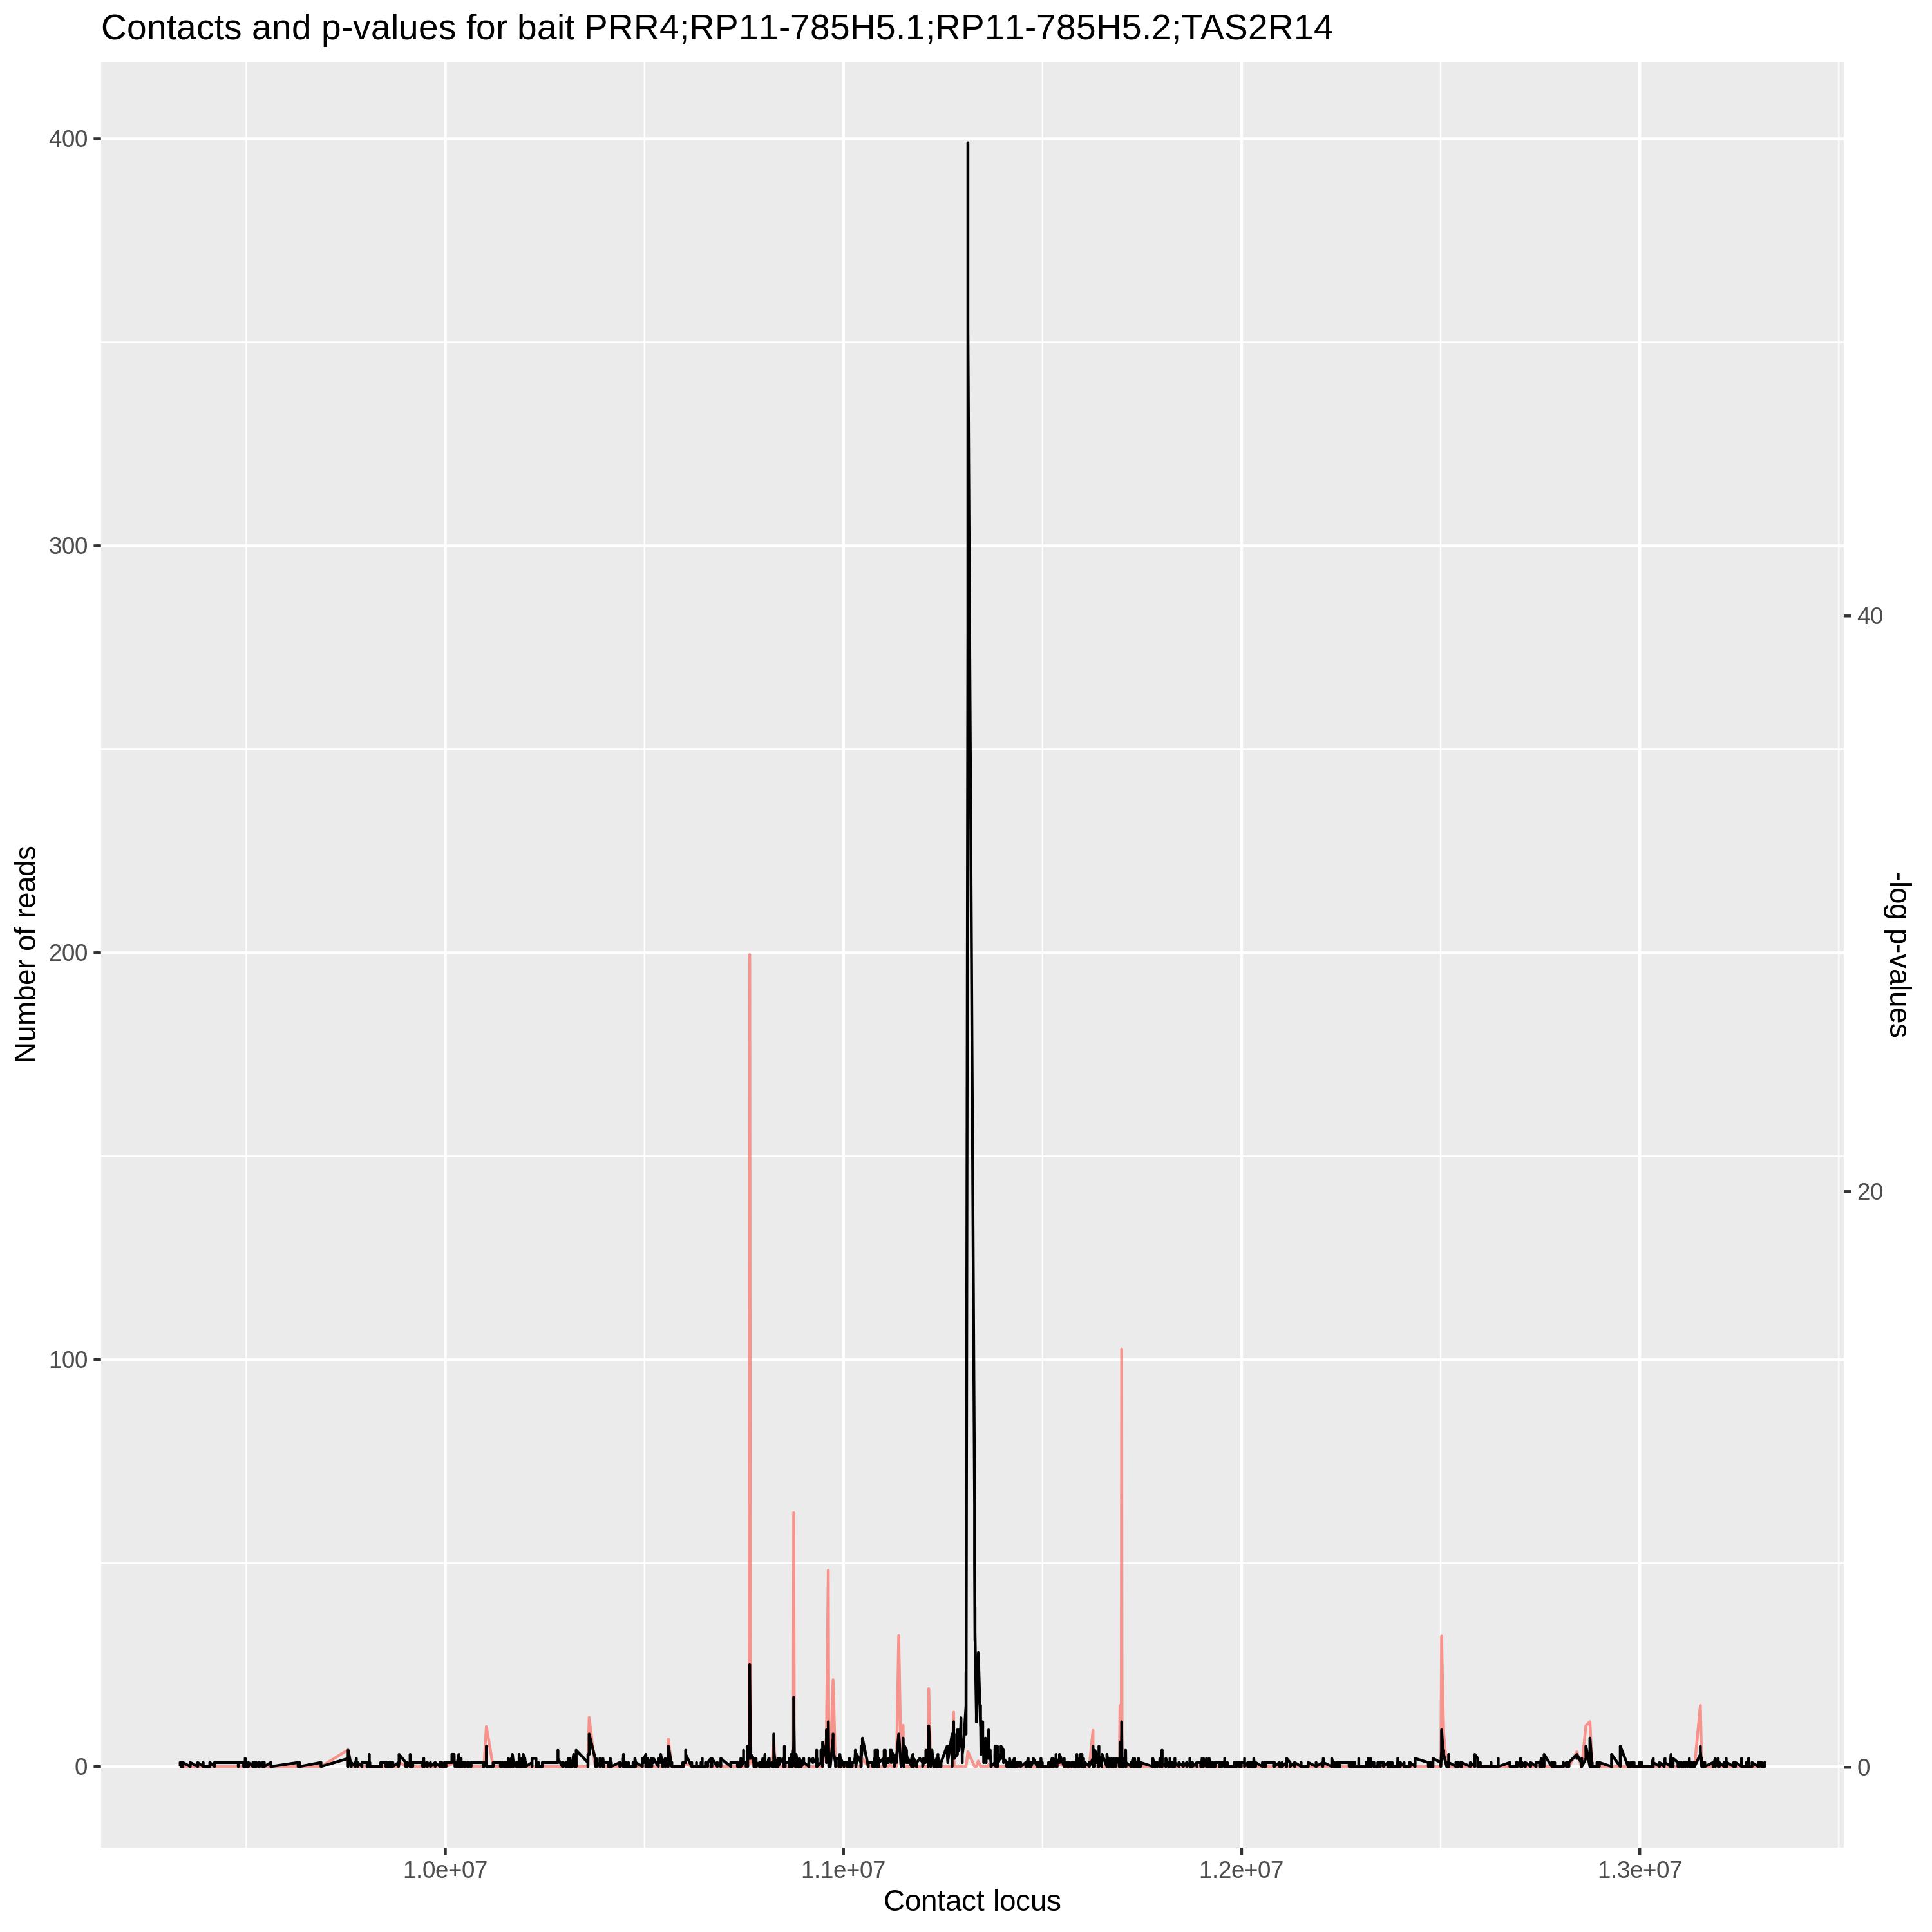 Contacts and p-values for bait PRR4;RP11-785H5.1;RP11-785H5.2;TAS2R14
400
300
200
100
0
Number of reads
40
20
0
-log p-values
1.0e+07
1.1e+07
1.2e+07
1.3e+07
Contact locus